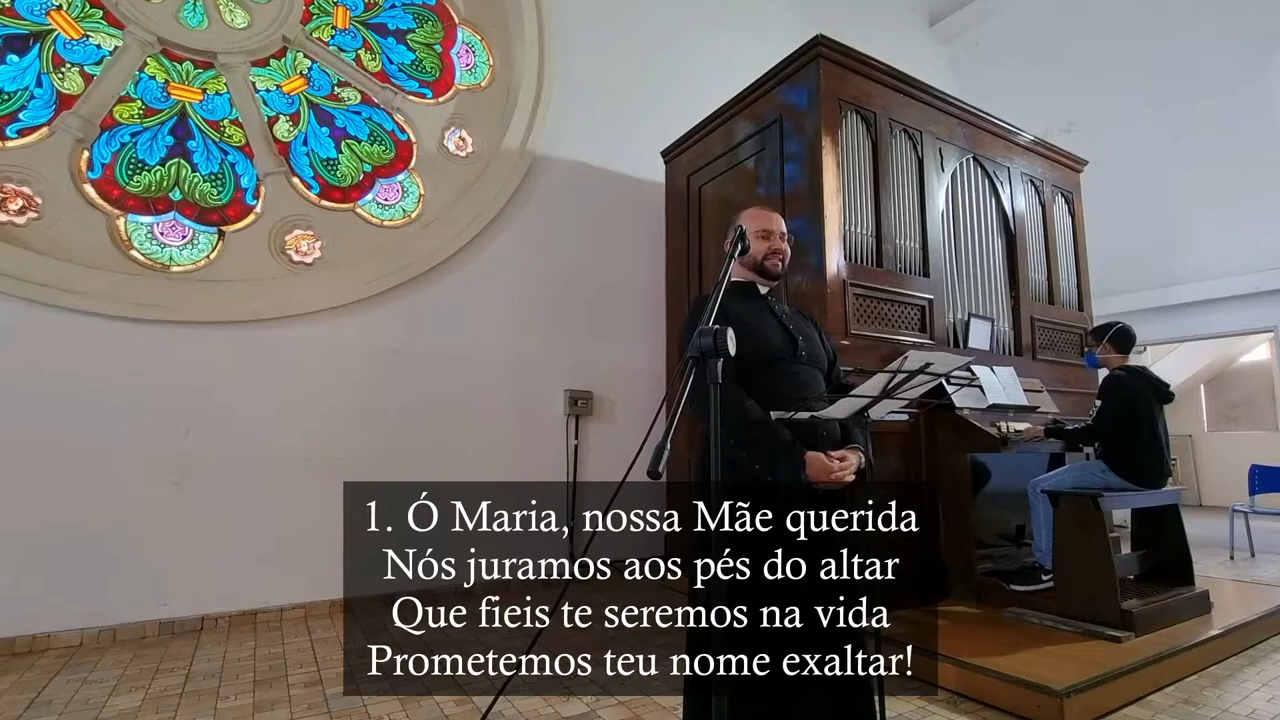 1. Ó Maria, nossa Mãe querida
Nós juramos aos pés do altar
Que fieis te seremos na vida
Prometemos teu nome exaltar!